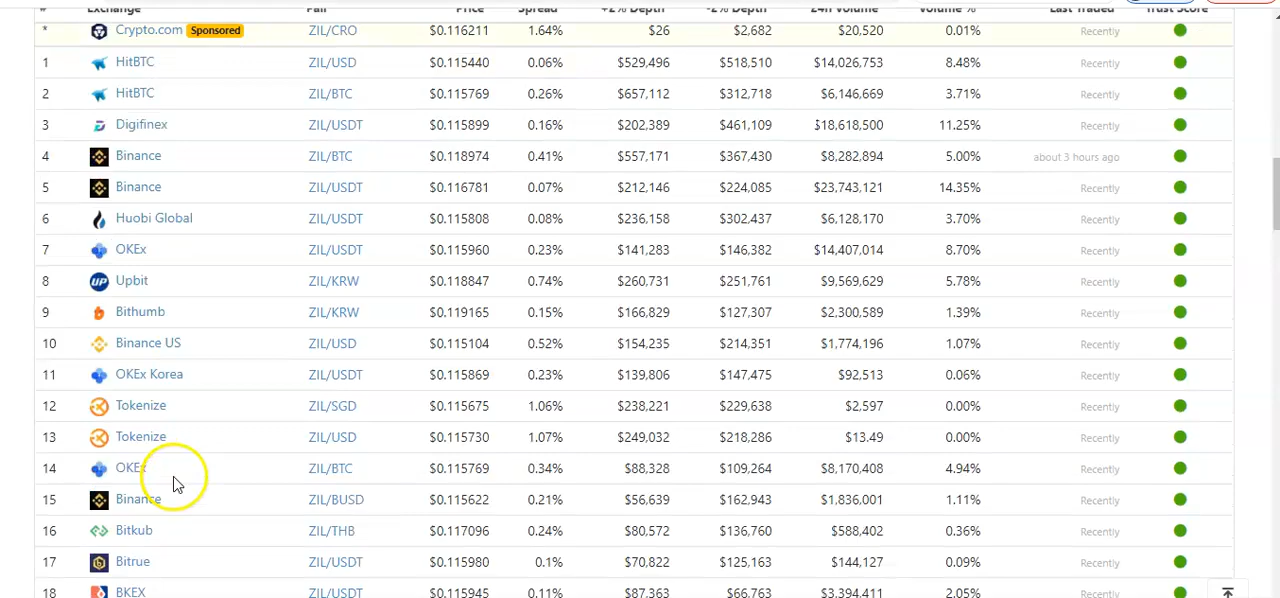 # Exchange Pair Price Spread +2% Depth -2% Depth 24h Volume Volume % Last Traded Trust Score
* Crypto.com Sponsored ZIL/CRO $0.116211 1.64% $26 $2,682 $20,520 0.01% Recently
1 HitBTC ZIL/USD $0.115440 0.06% $529,496 $518,510 $14,026,753 8.48% Recently
2 HitBTC ZIL/BTC $0.115769 0.26% $657,112 $312,718 $6,146,669 3.71% Recently
3 Digifinex ZIL/USDT $0.115899 0.16% $202,389 $461,109 $18,618,500 11.25% Recently
4 Binance ZIL/BTC $0.118974 0.41% $557,171 $367,430 $8,282,894 5.00% about 3 hours ago
5 Binance ZIL/USDT $0.116781 0.07% $212,146 $224,085 $23,743,121 14.35% Recently
6 Huobi Global ZIL/USDT $0.115808 0.08% $236,158 $302,437 $6,128,170 3.70% Recently
7 OKEx ZIL/USDT $0.115960 0.23% $141,283 $146,382 $14,407,014 8.70% Recently
8 UP Upbit ZIL/KRW $0.118847 0.74% $260,731 $251,761 $9,569,629 5.78% Recently
9 Bithumb ZIL/KRW $0.119165 0.15% $166,829 $127,307 $2,300,589 1.39% Recently
10 Binance US ZIL/USD $0.115104 0.52% $154,235 $214,351 $1,774,196 1.07% Recently
11 OKEx Korea ZIL/USDT $0.115869 0.23% $139,806 $147,475 $92,513 0.06% Recently
12 Tokenize ZIL/SGD $0.115675 1.06% $238,221 $229,638 $2,597 0.00% Recently
13 Tokenize ZIL/USD $0.115730 1.07% $249,032 $218,286 $13.49 0.00% Recently
14 OKEx ZIL/BTC $0.115769 0.4% $88,328 $109,264 $8,170,408 4.94% Recently
15 Binance ZIL/BUSD $0.115622 0.21% $56,639 $162,943 $1,836,001 1.11% Recently
16 Bitkub ZIL/THB $0.117096 0.24% $80,572 $136,760 $588,402 0.36% Recently
17 Bitrue ZIL/USDT $0.115980 0.1% $70,822 $125,163 $144,127 0.09% Recently
18 BKEX ZIL/USDT $0.115945 0.11% $87,363 $66,763 $3,394,411 2.05% Recently